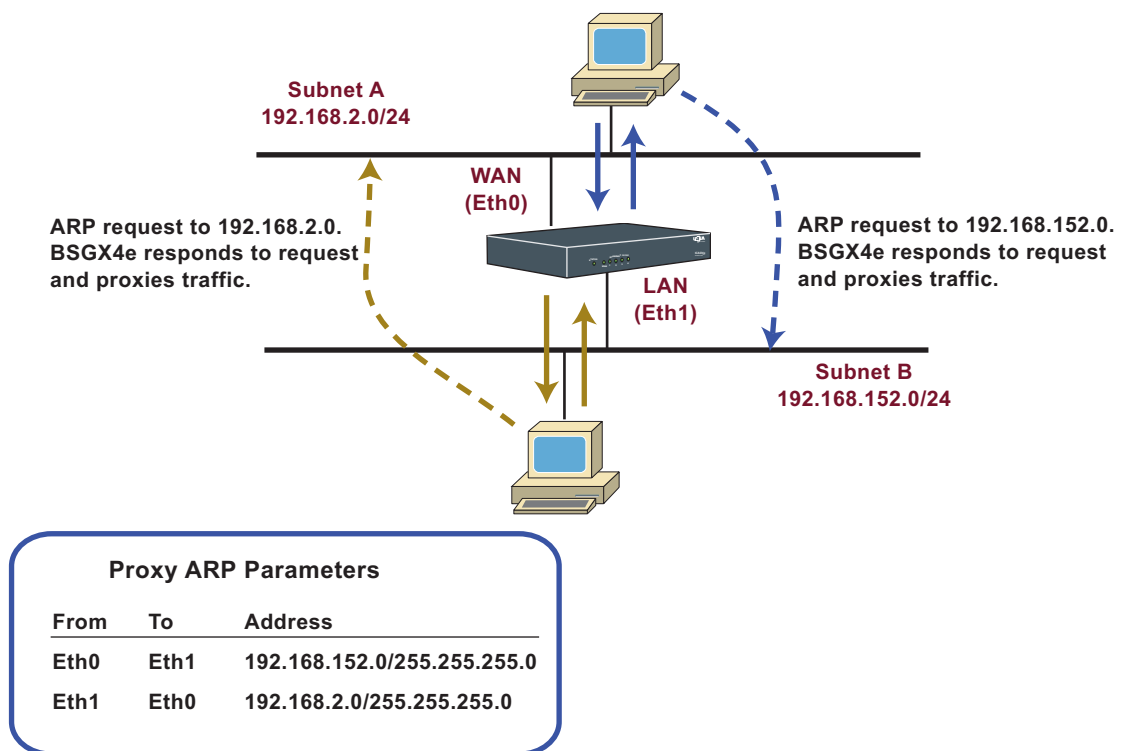 Subnet A
192.168.2.0/24
WAN
(Eth0)
ARP request to 192.168.2.0.
BSGX4e responds to request
and proxies traffic.
ARP request to 192.168.152.0.
BSGX4e responds to request
and proxies traffic.
LAN
(Eth1)
Subnet B
192.168.152.0/24
Proxy ARP Parameters
From To Address
Eth0 Eth1 192.168.152.0/255.255.255.0
Eth1 Eth0 192.168.2.0/255.255.255.0